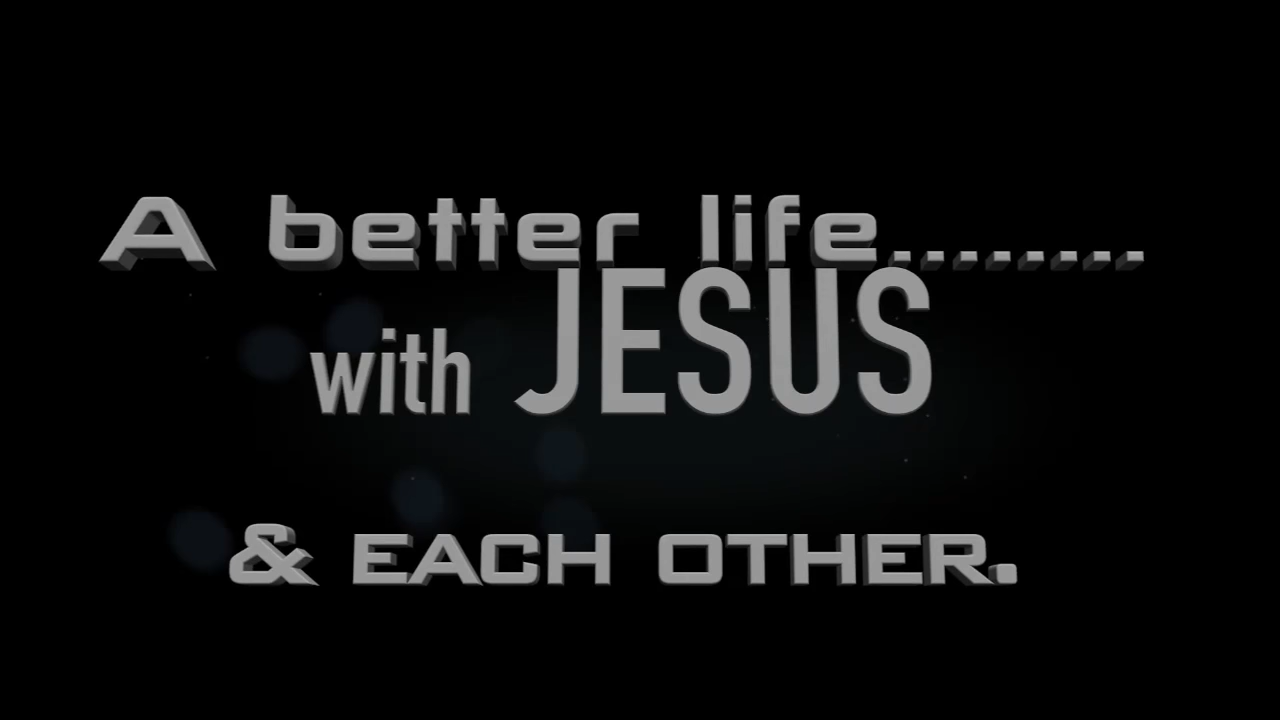 A better life........
with JESUS
& EACH OTHER.